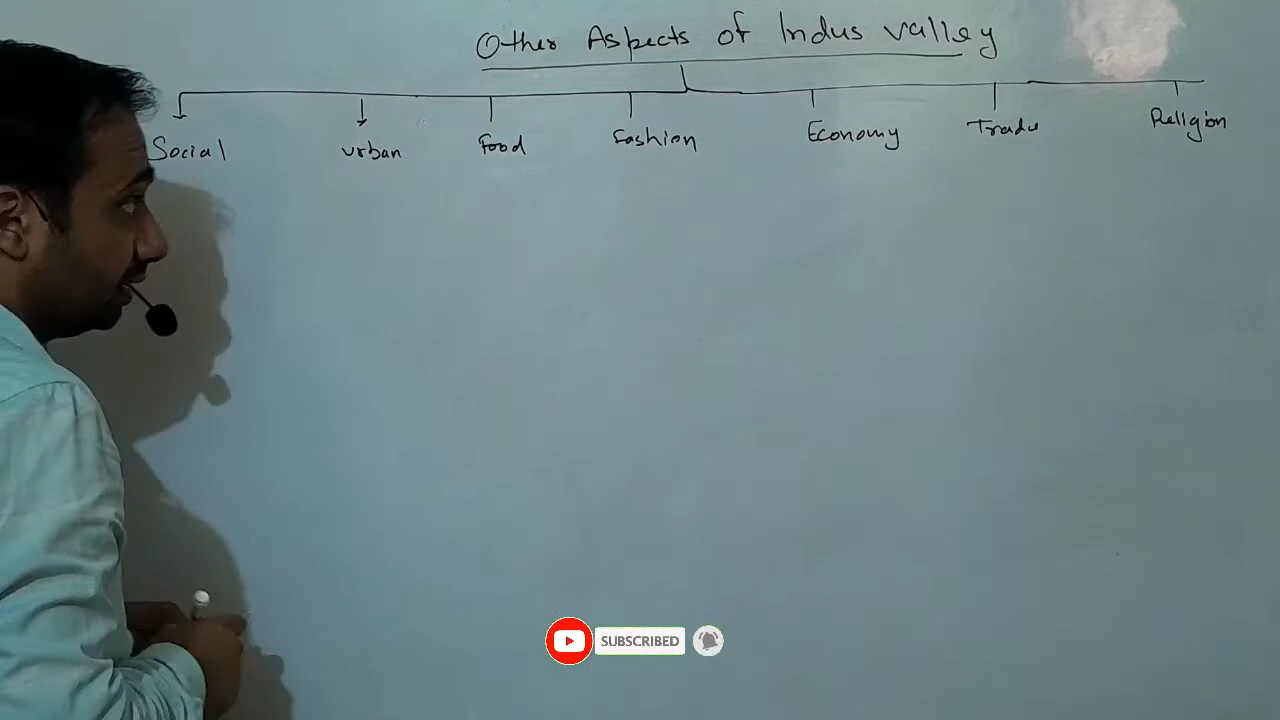 Other Aspects of Indus valley
Social urban Food Fashion Economy Trade Religion
SUBSCRIBED